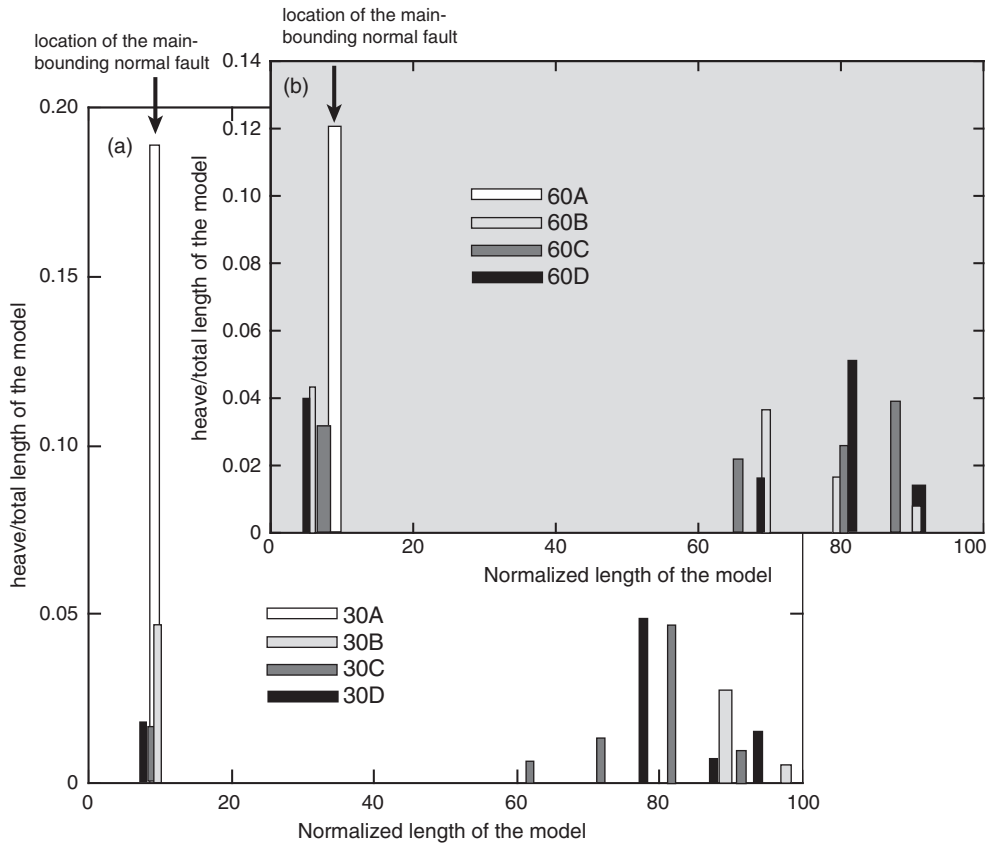 location of the main-
bounding normal fault
(a)
0.20
0.15
0.10
0.05
0
heave/total length of the model
0
20
40
60
80
100
Normalized length of the model
30A
30B
30C
30D
location of the main-
bounding normal fault
(b)
0.14
0.12
0.10
0.08
0.06
0.04
0.02
0
heave/total length of the model
60A
60B
60C
60D
0
20
40
60
80
100
Normalized length of the model